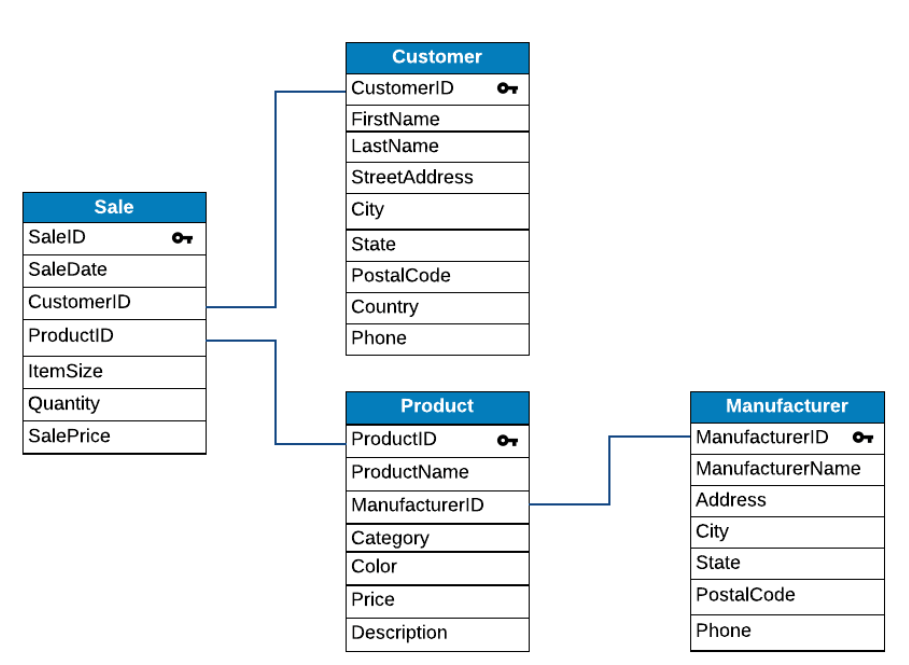 Customer
CustomerID
FirstName
LastName
StreetAddress
City
State
PostalCode
Country
Phone
Sale
SaleID
SaleDate
CustomerID
ProductID
ItemSize
Quantity
SalePrice
Product
ProductID
ProductName
ManufacturerID
Category
Color
Price
Description
Manufacturer
ManufacturerID
ManufacturerName
Address
City
State
PostalCode
Phone